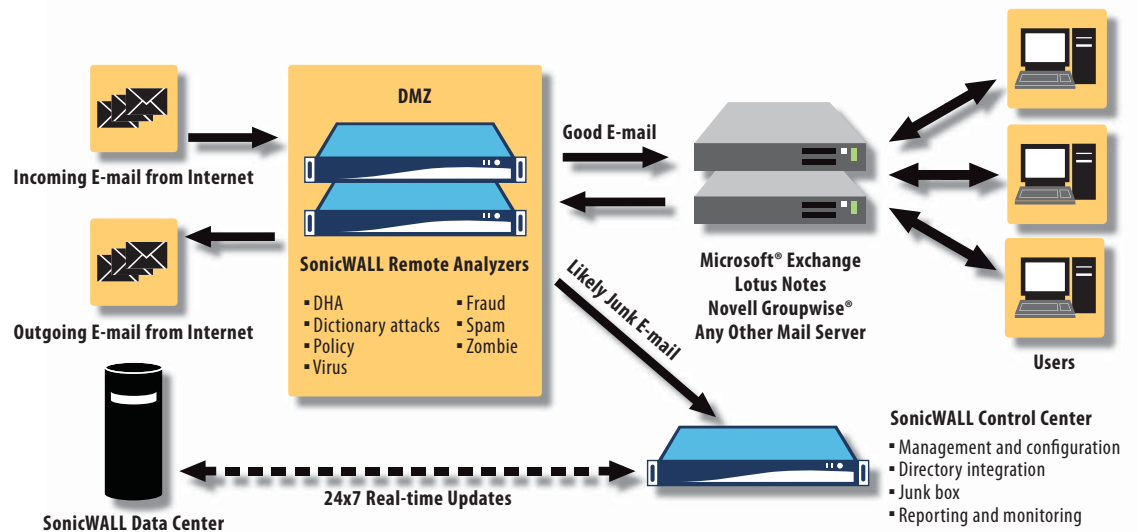 DMZ
Good E-mail
Incoming E-mail from Internet
SonicWALL Remote Analyzers
▪ DHA
▪ Dictionary attacks
▪ Policy
▪ Virus
▪ Fraud
▪ Spam
▪ Zombie
Outgoing E-mail from Internet
Likely Junk E-mail
Microsoft® Exchange
Lotus Notes
Novell Groupwise®
Any Other Mail Server
Users
SonicWALL Control Center
▪ Management and configuration
▪ Directory integration
▪ Junk box
▪ Reporting and monitoring
24x7 Real-time Updates
SonicWALL Data Center